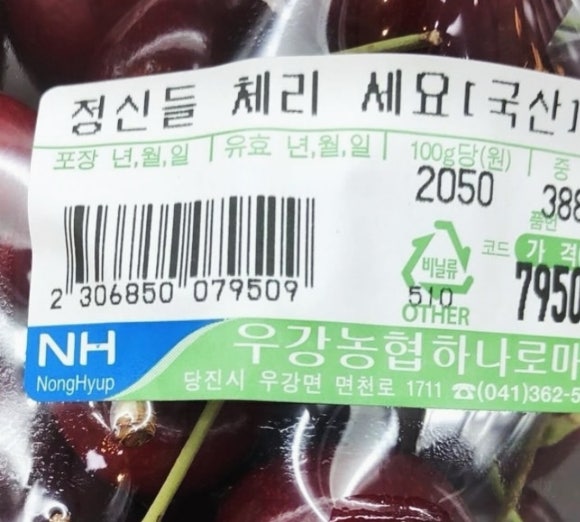 정신들 체리 세요[국산]
포장 년,월,일 유효 년,월,일 100g당(원) 중
2050 388
품번
비닐류 코드 가 격
7950
2 306850 079509
510
OTHER
NH 우강농협하나로마
NongHyup 당진시 우강면 면천로 1711 ☎(041)362-5